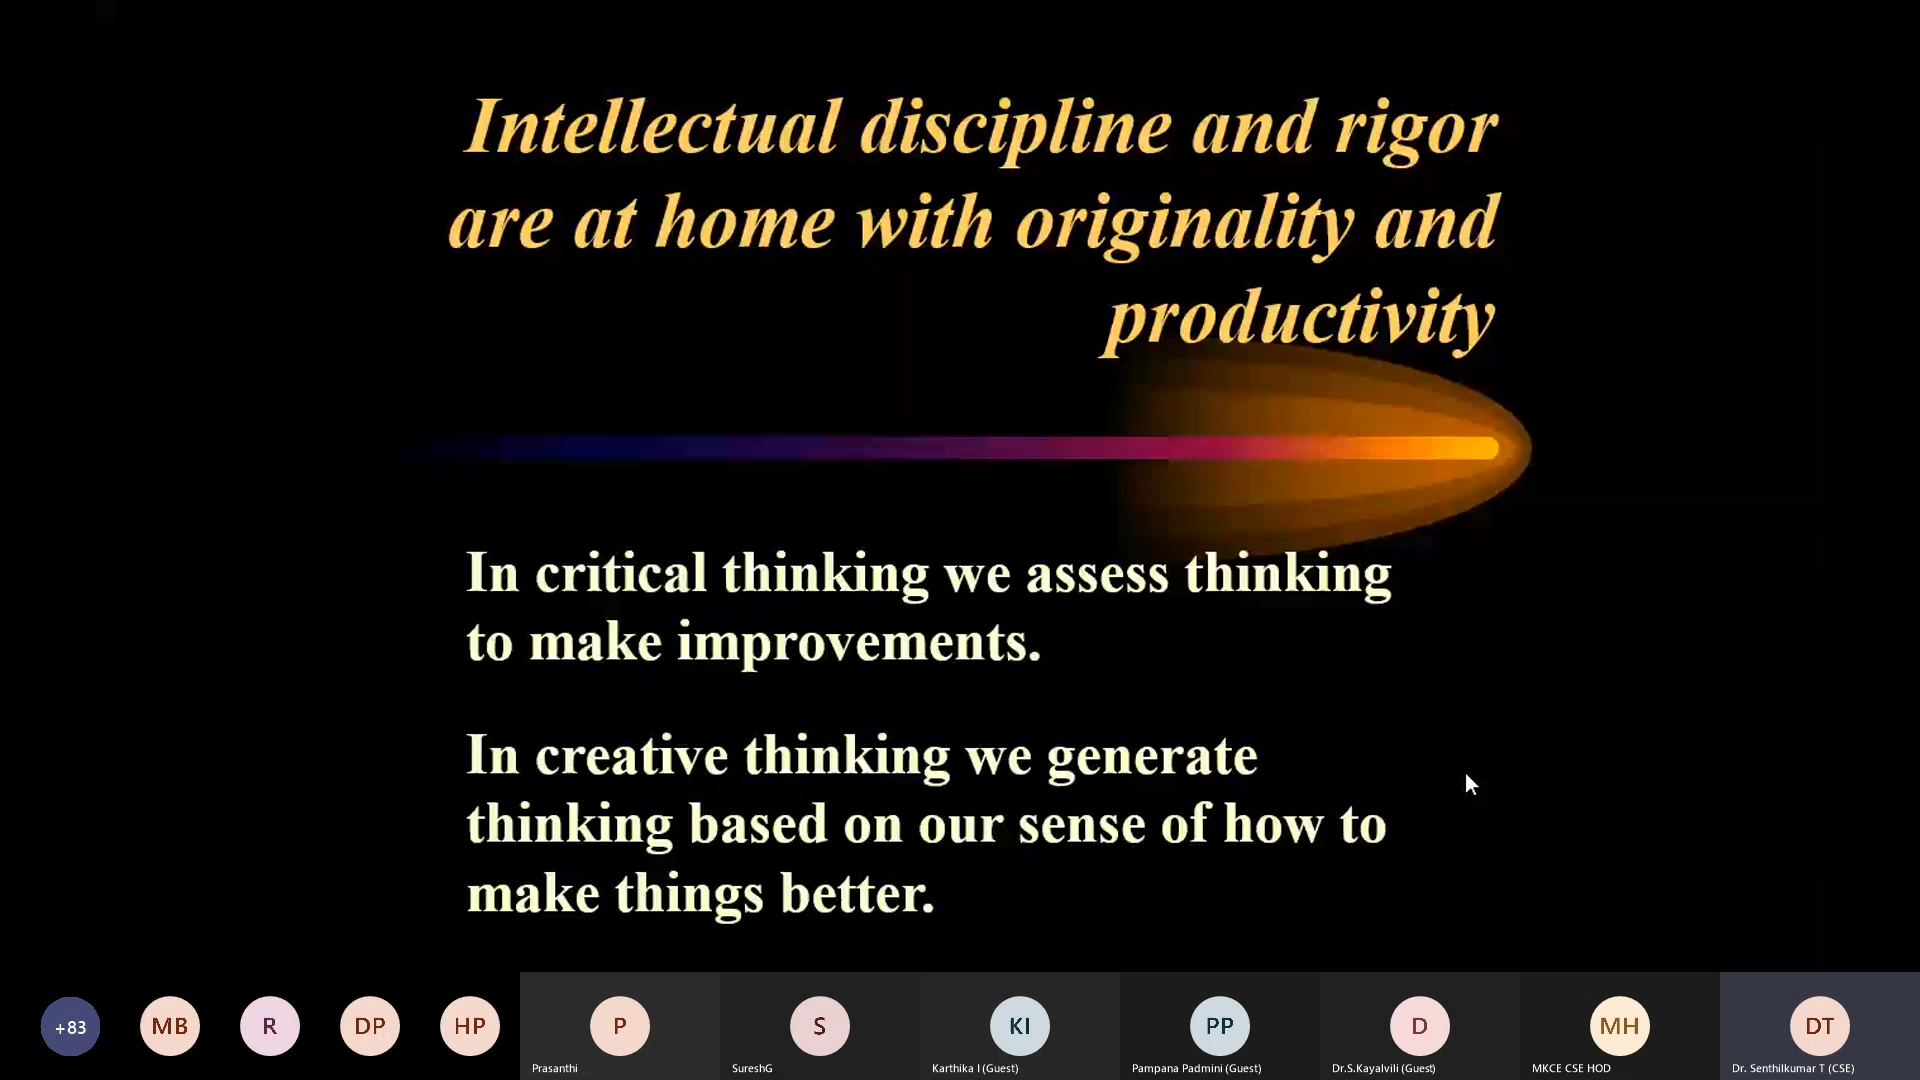 Intellectual discipline and rigor
are at home with originality and
productivity
In critical thinking we assess thinking
to make improvements.
In creative thinking we generate
thinking based on our sense of how to
make things better.
+83 MB R DP HP P S KI PP D MH DT
Prasanthi SureshG Karthika I (Guest) Pampana Padmini (Guest) Dr.S.Kayalvili (Guest) MKCE CSE HOD Dr. Senthilkumar T (CSE)